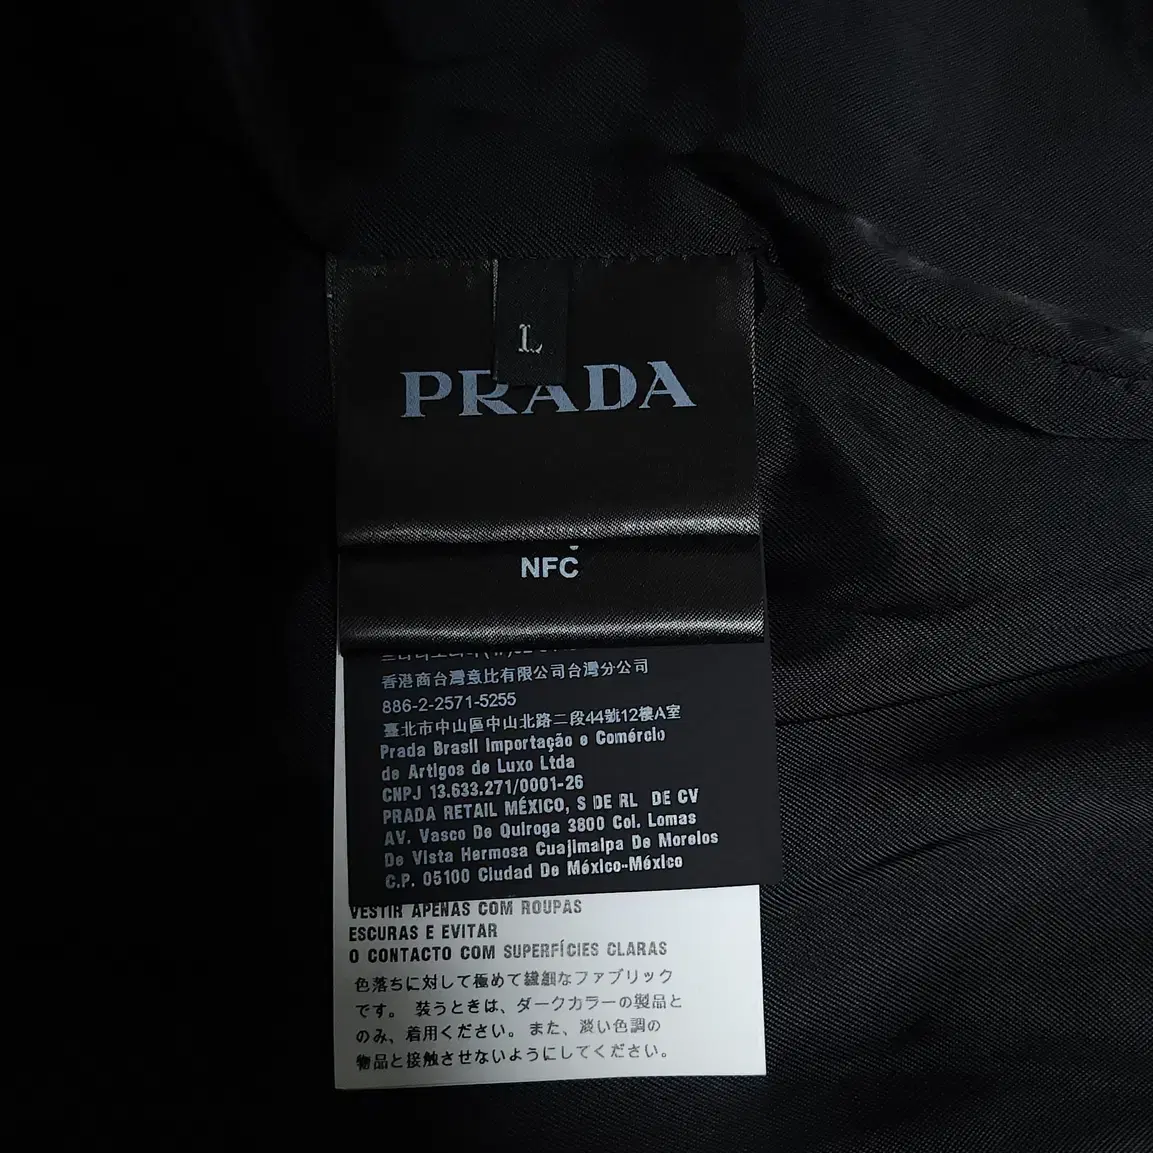 L
PRADA
NFC
香港商台灣意比有限公司台灣分公司
886-2-2571-5255
臺北市中山區中山北路二段44號12樓A室
Prada Brasil Importação e Comércio
de Artigos de Luxo Ltda
CNPJ 13.633.271/0001-26
PRADA RETAIL MÉXICO, S DE RL DE CV
AV. Vasco De Quiroga 3800 Col. Lomas
De Vista Hermosa Cuajimalpa De Morelos
C.P. 05100 Ciudad De México-México
VESTIR APENAS COM ROUPAS
ESCURAS E EVITAR
O CONTACTO COM SUPERFÍCIES CLARAS
色落ちに対して極めて繊細なファブリック
です。 装うときは、ダークカラーの製品と
のみ、着用ください。 また、淡い色調の
物品と接触させないようにしてください。